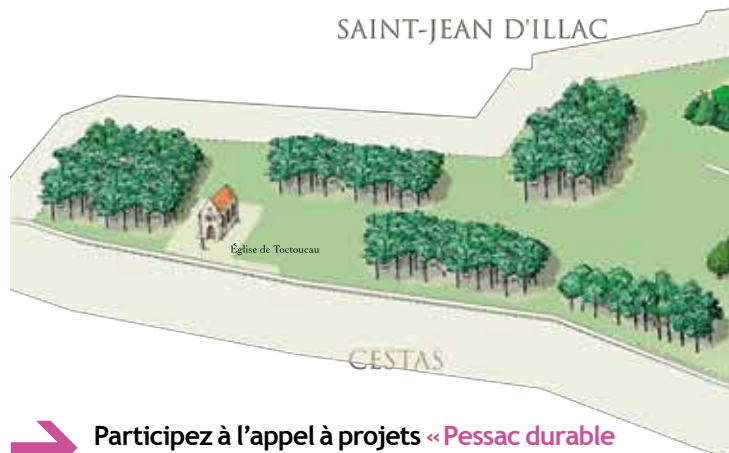 SAINT-JEAN D'ILLAC
Église de Toctoucau
CESTAS
Participez à l'appel à projets «Pessac durable